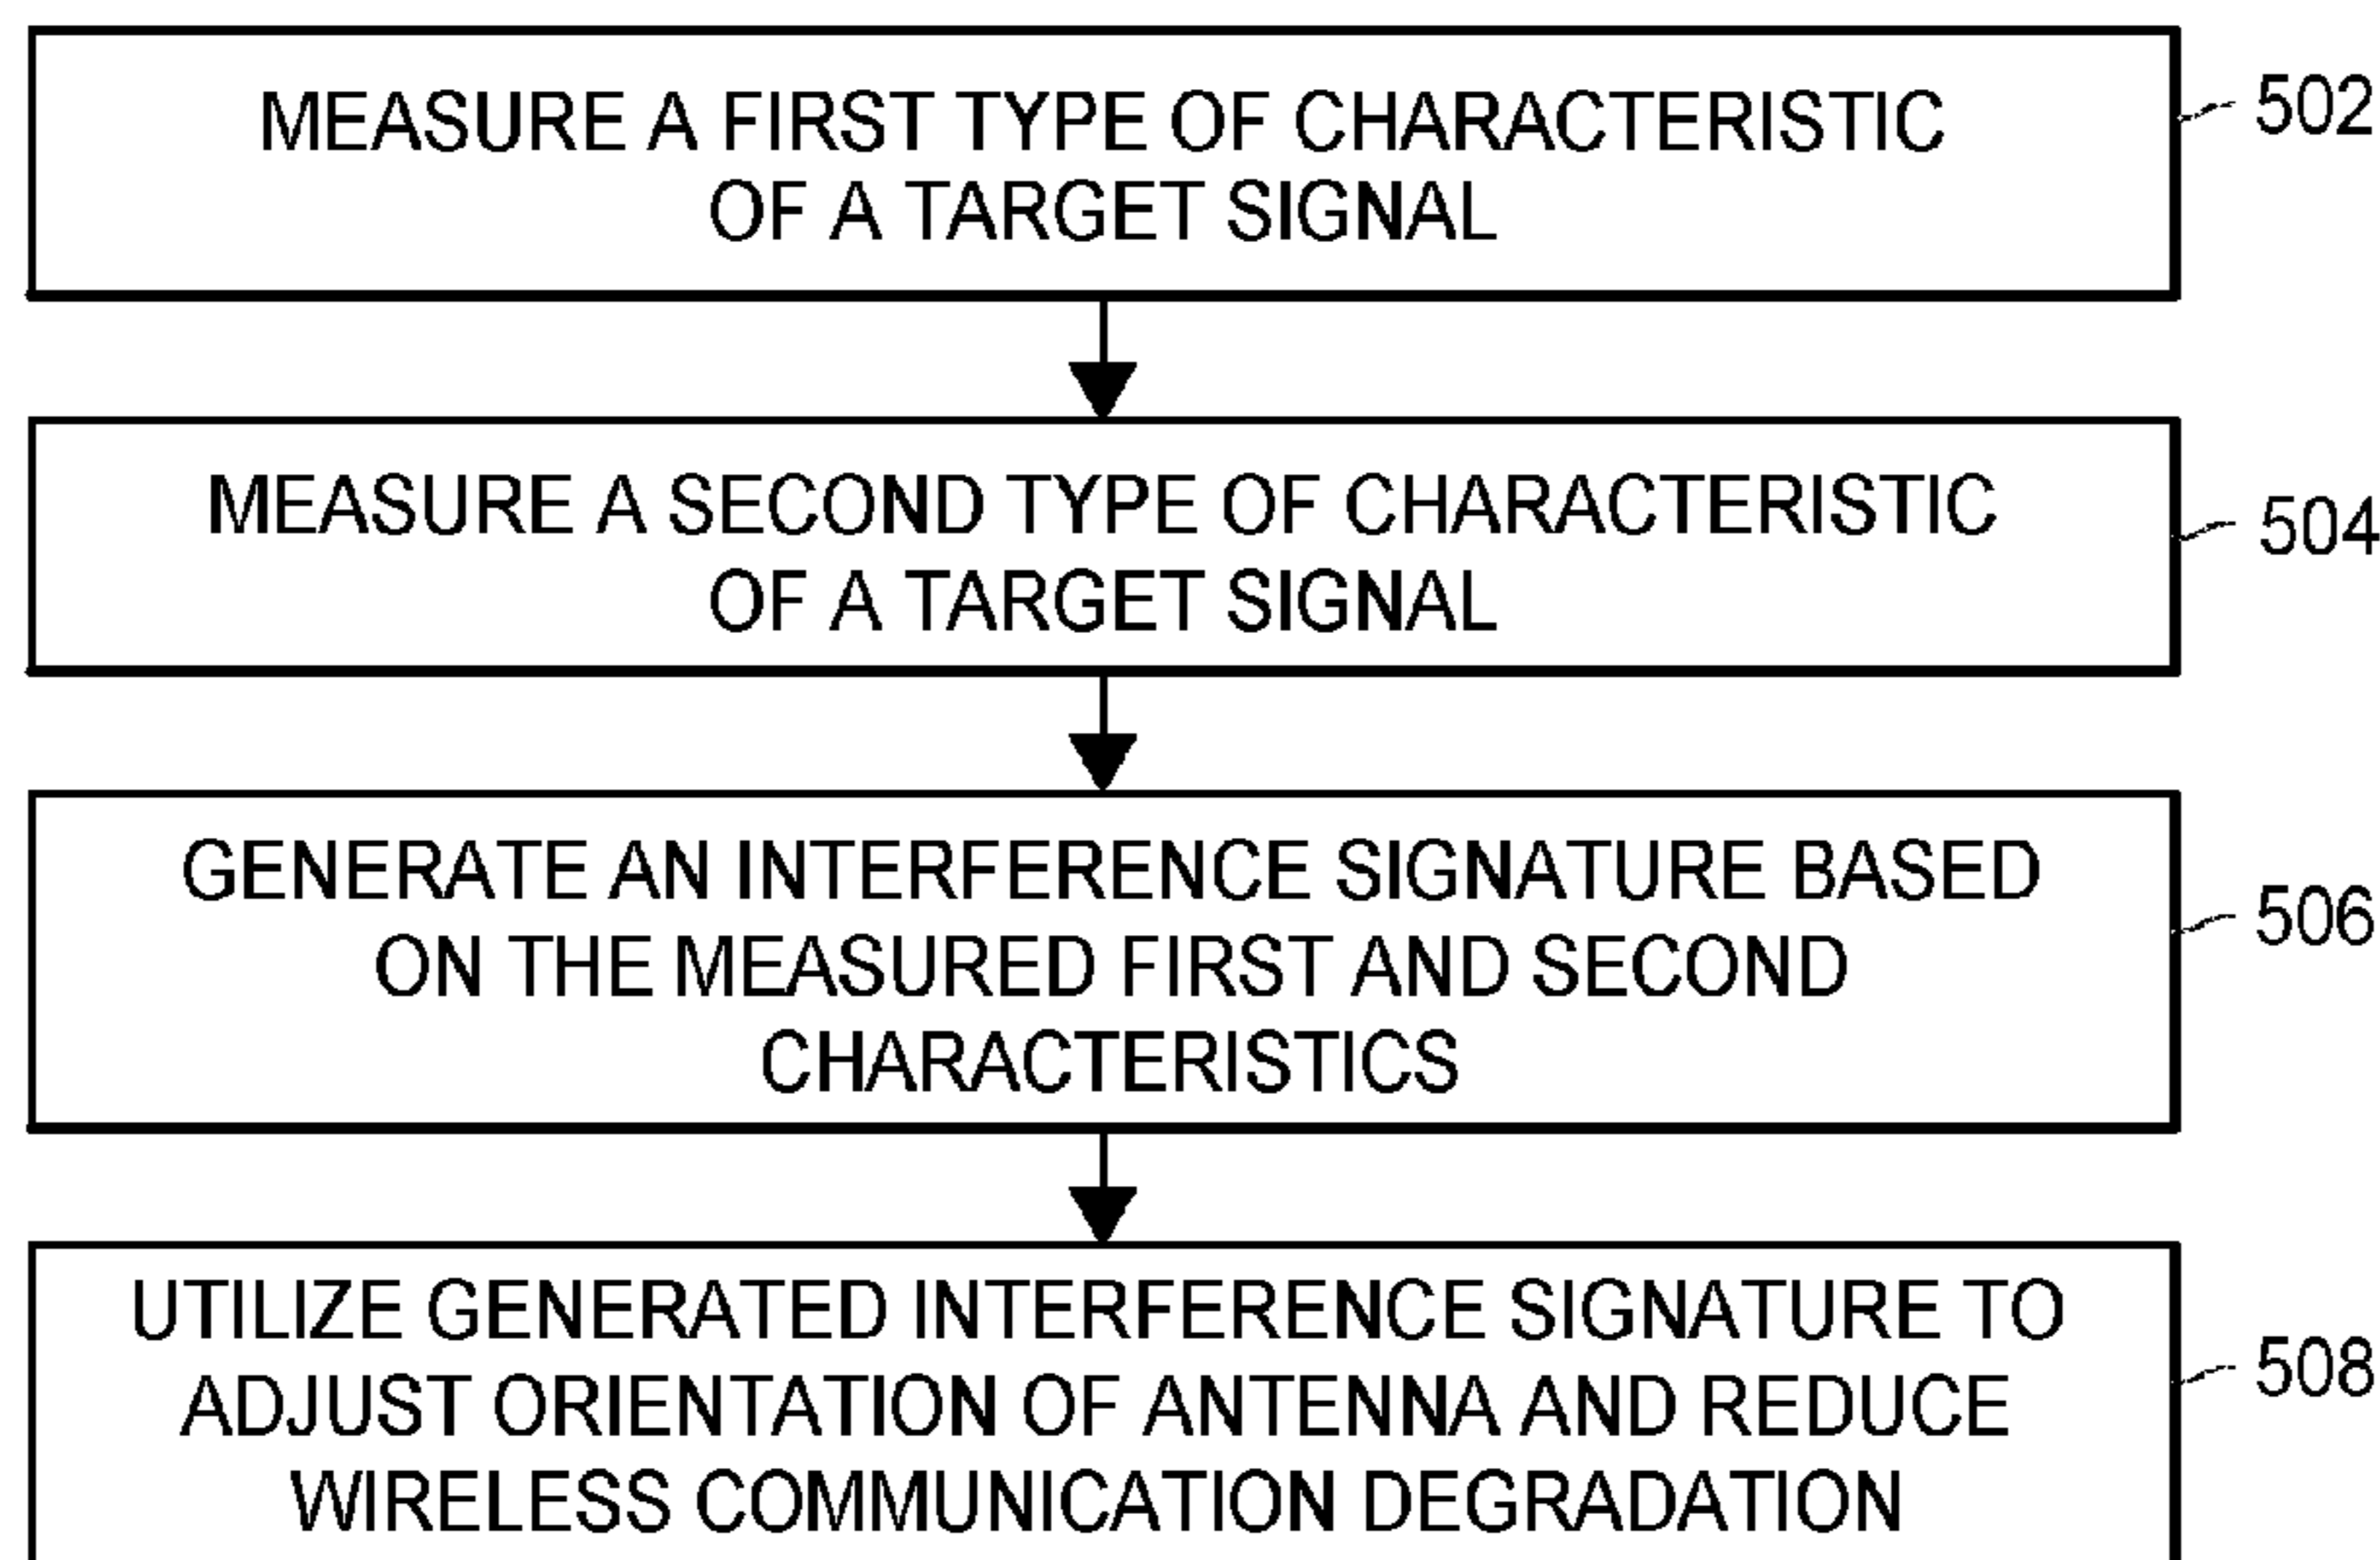 MEASURE A FIRST TYPE OF CHARACTERISTIC
OF A TARGET SIGNAL
502
MEASURE A SECOND TYPE OF CHARACTERISTIC
OF A TARGET SIGNAL
504
GENERATE AN INTERFERENCE SIGNATURE BASED
ON THE MEASURED FIRST AND SECOND
CHARACTERISTICS
506
UTILIZE GENERATED INTERFERENCE SIGNATURE TO
ADJUST ORIENTATION OF ANTENNA AND REDUCE
WIRELESS COMMUNICATION DEGRADATION
508